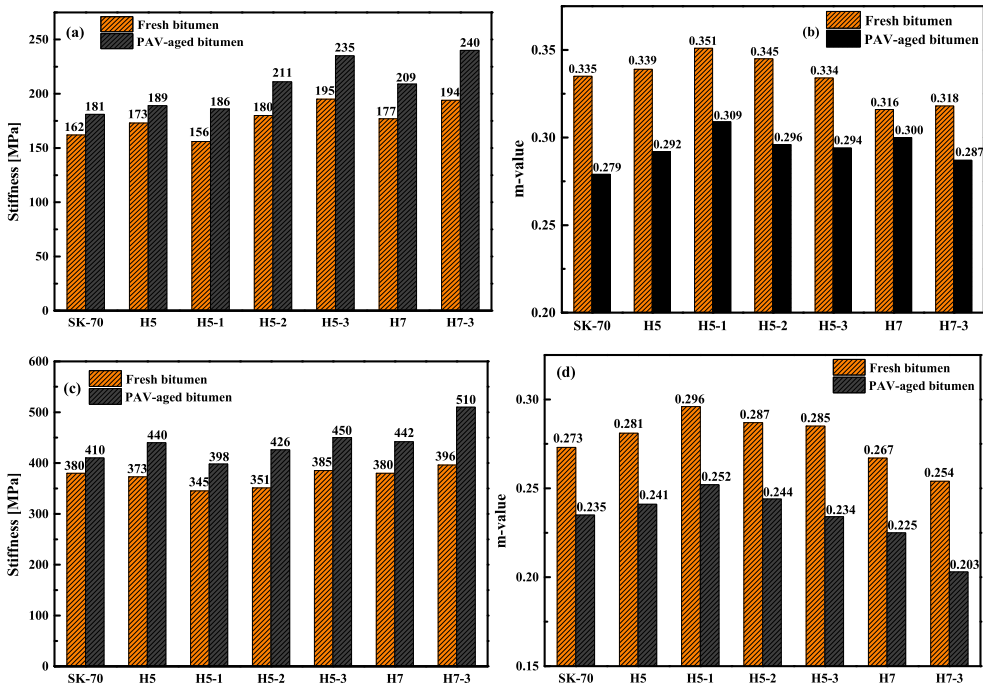 (a)
Fresh bitumen
PAV-aged bitumen
Stiffness [MPa]
250
200
150
100
50
0
162 181 173 189 156 186 180 211 195 235 177 209 194 240
SK-70 H5 H5-1 H5-2 H5-3 H7 H7-3
(b)
Fresh bitumen
PAV-aged bitumen
m-value
0.35
0.30
0.25
0.20
0.335 0.279 0.339 0.292 0.351 0.309 0.345 0.296 0.334 0.294 0.316 0.300 0.318 0.287
SK-70 H5 H5-1 H5-2 H5-3 H7 H7-3
(c)
Fresh bitumen
PAV-aged bitumen
Stiffness [MPa]
600
500
400
300
200
100
0
380 410 373 440 345 398 351 426 385 450 380 442 396 510
SK-70 H5 H5-1 H5-2 H5-3 H7 H7-3
(d)
Fresh bitumen
PAV-aged bitumen
m-value
0.30
0.25
0.20
0.15
0.273 0.235 0.281 0.241 0.296 0.252 0.287 0.244 0.285 0.234 0.267 0.225 0.254 0.203
SK-70 H5 H5-1 H5-2 H5-3 H7 H7-3